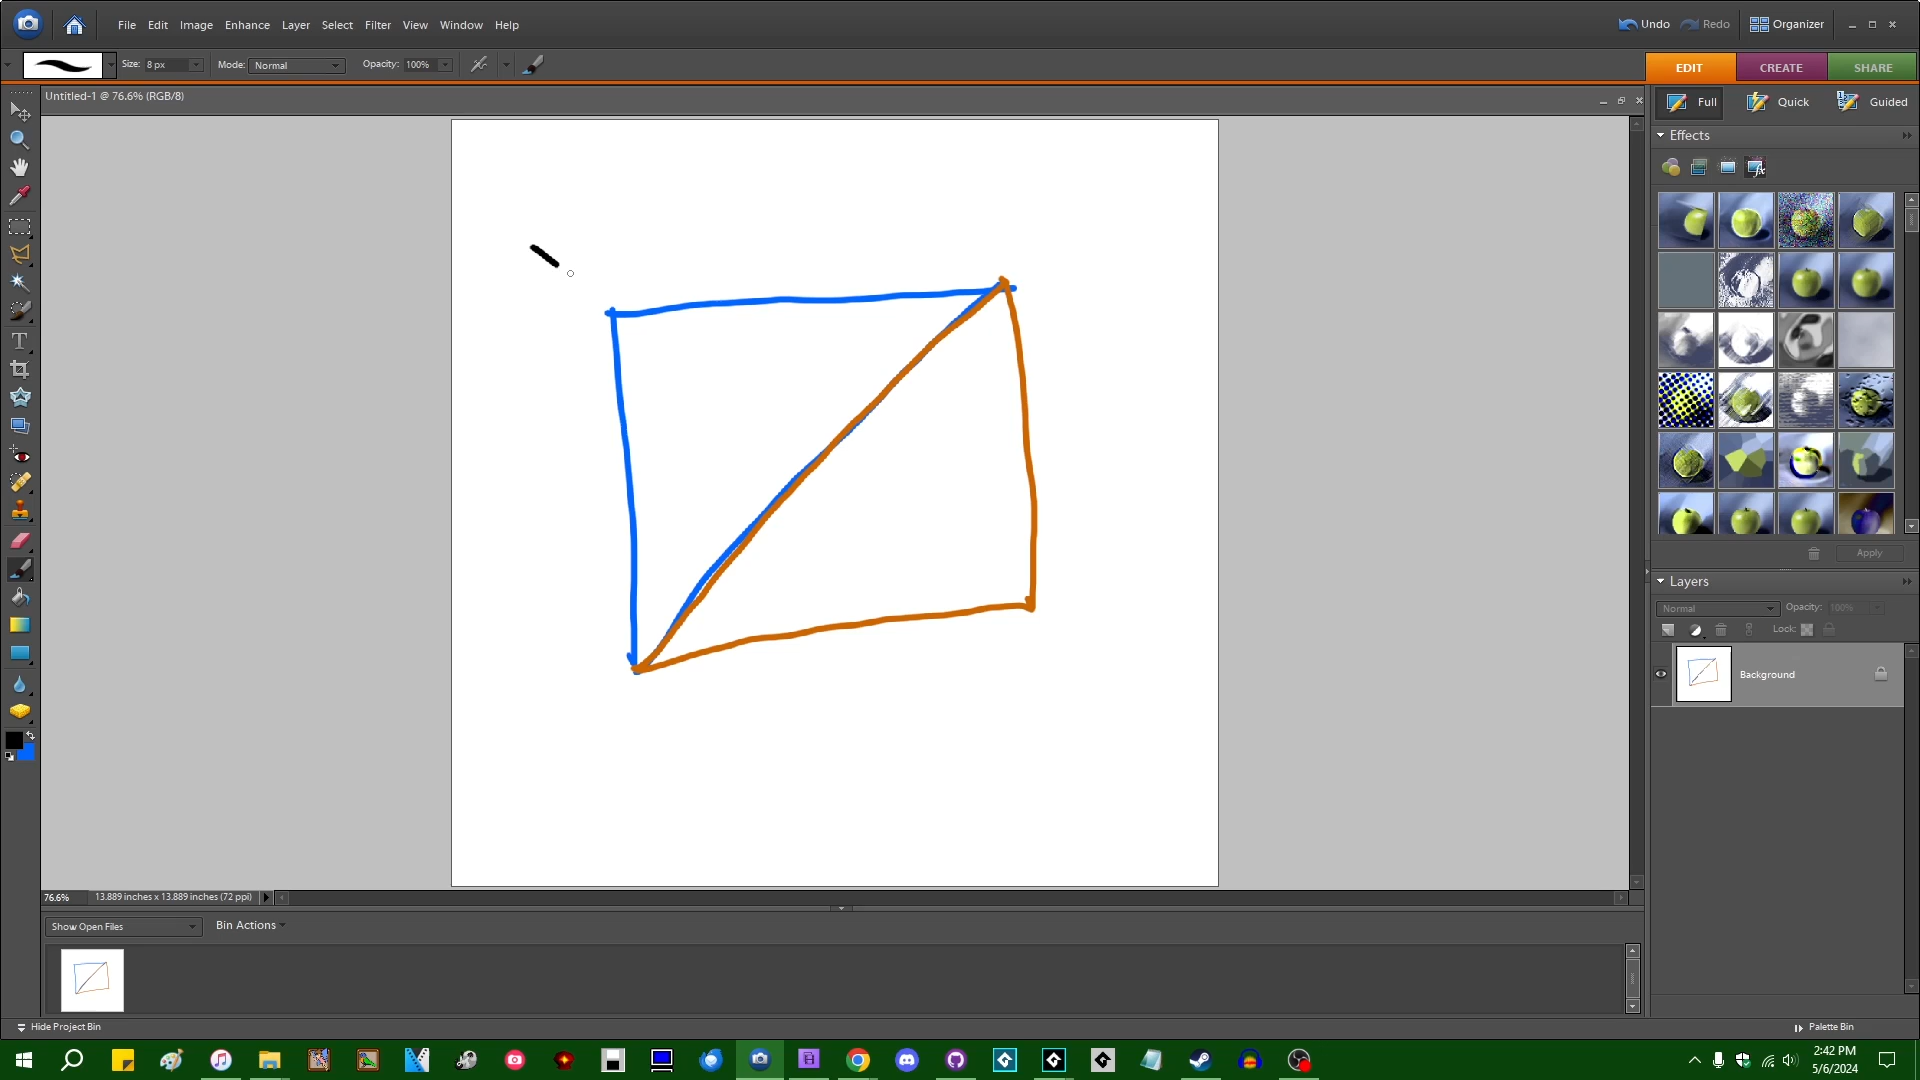 File Edit Image Enhance Layer Select Filter View Window Help
Undo Redo Organizer
Size: 8 px Mode: Normal Opacity: 100%
EDIT CREATE SHARE
Untitled-1 @ 76.6% (RGB/8)
Full Quick Guided
Effects
Apply
Layers
Normal Opacity: 100%
Lock:
Background
76.6% 13.889 inches x 13.889 inches (72 ppi)
Show Open Files Bin Actions
Hide Project Bin
Palette Bin
2:42 PM
5/6/2024